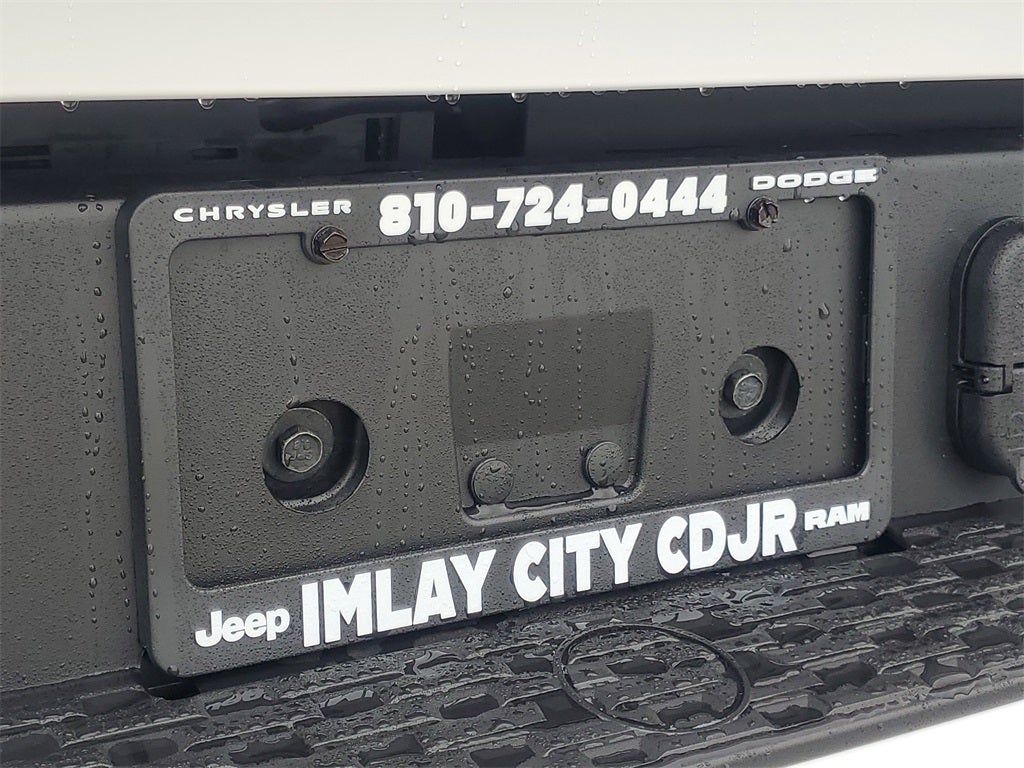 CHRYSLER 810-724-0444 DODGE
Jeep IMLAY CITY CDJR RAM